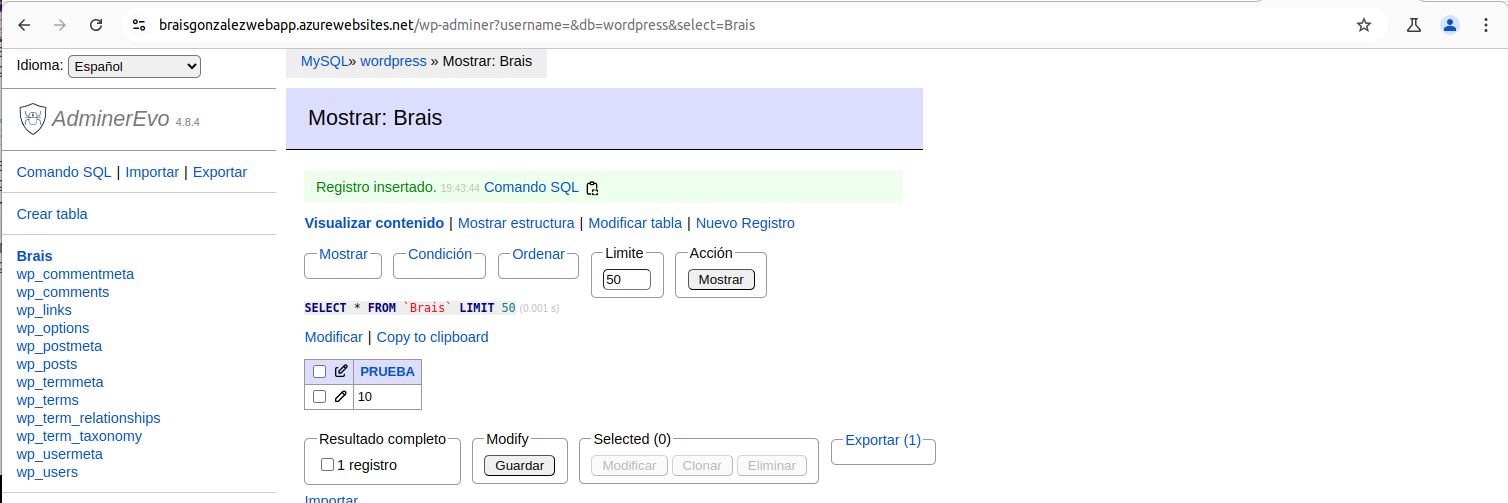 braisgonzalezwebapp.azurewebsites.net/wp-adminer?username=&db=wordpress&select=Brais
Idioma: Español
MySQL» wordpress » Mostrar: Brais
AdminerEvo 4.8.4
Mostrar: Brais
Comando SQL | Importar | Exportar
Registro insertado. 19:43:44 Comando SQL
Crear tabla
Visualizar contenido | Mostrar estructura | Modificar tabla | Nuevo Registro
Brais
wp_commentmeta
wp_comments
wp_links
wp_options
wp_postmeta
wp_posts
wp_termmeta
wp_terms
wp_term_relationships
wp_term_taxonomy
wp_usermeta
wp_users
Mostrar Condición Ordenar Limite Acción
50 Mostrar
SELECT * FROM `Brais` LIMIT 50 (0.001 s)
Modificar | Copy to clipboard
PRUEBA
10
Resultado completo Modify Selected (0) Exportar (1)
1 registro Guardar Modificar Clonar Eliminar
Importar